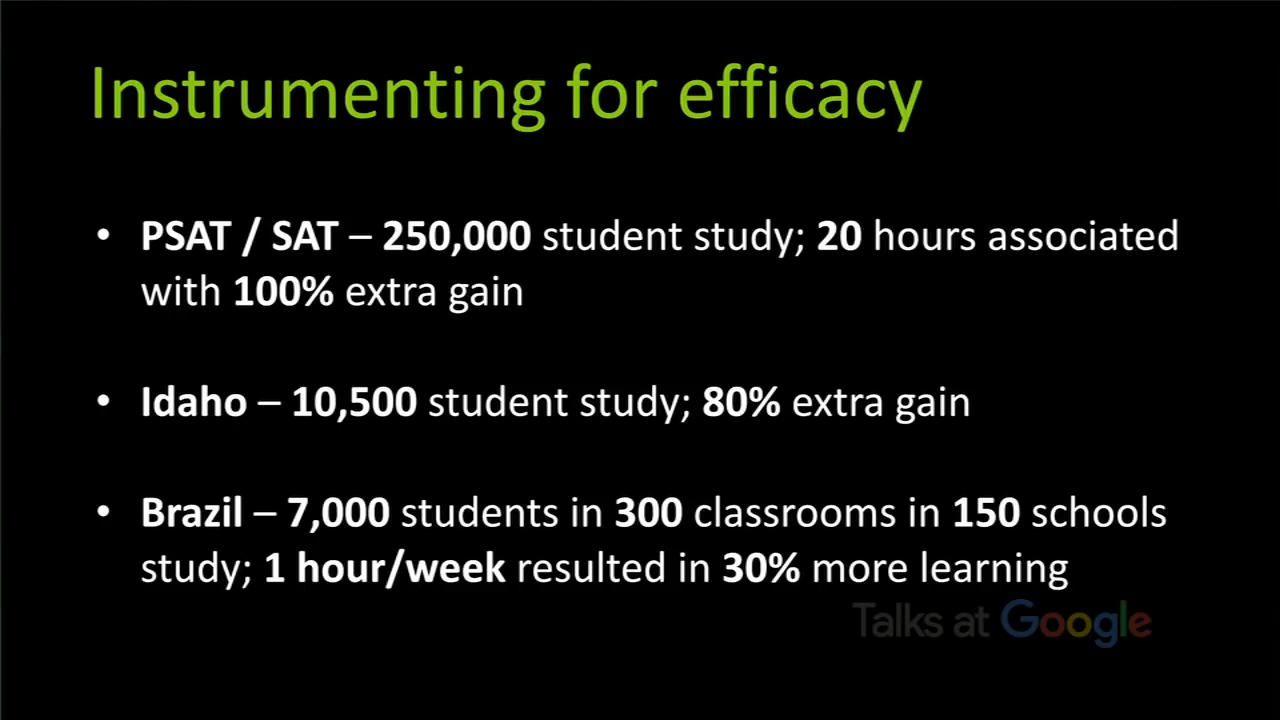 Instrumenting for efficacy
• PSAT / SAT – 250,000 student study; 20 hours associated
with 100% extra gain
• Idaho – 10,500 student study; 80% extra gain
• Brazil – 7,000 students in 300 classrooms in 150 schools
study; 1 hour/week resulted in 30% more learning
Talks at Google